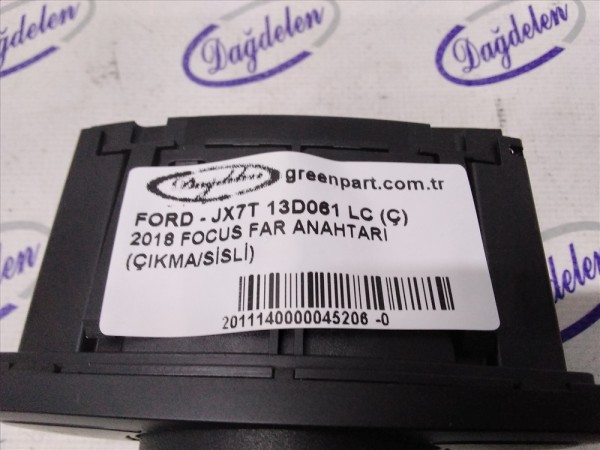 Dağdelen
Dağdelen
Dağdelen
Dağdelen greenpart.com.tr
FORD - JX7T 13D061 LC (Ç)
2018 FOCUS FAR ANAHTARI
(ÇIKMA/SİSLİ)
2011140000045206 -0